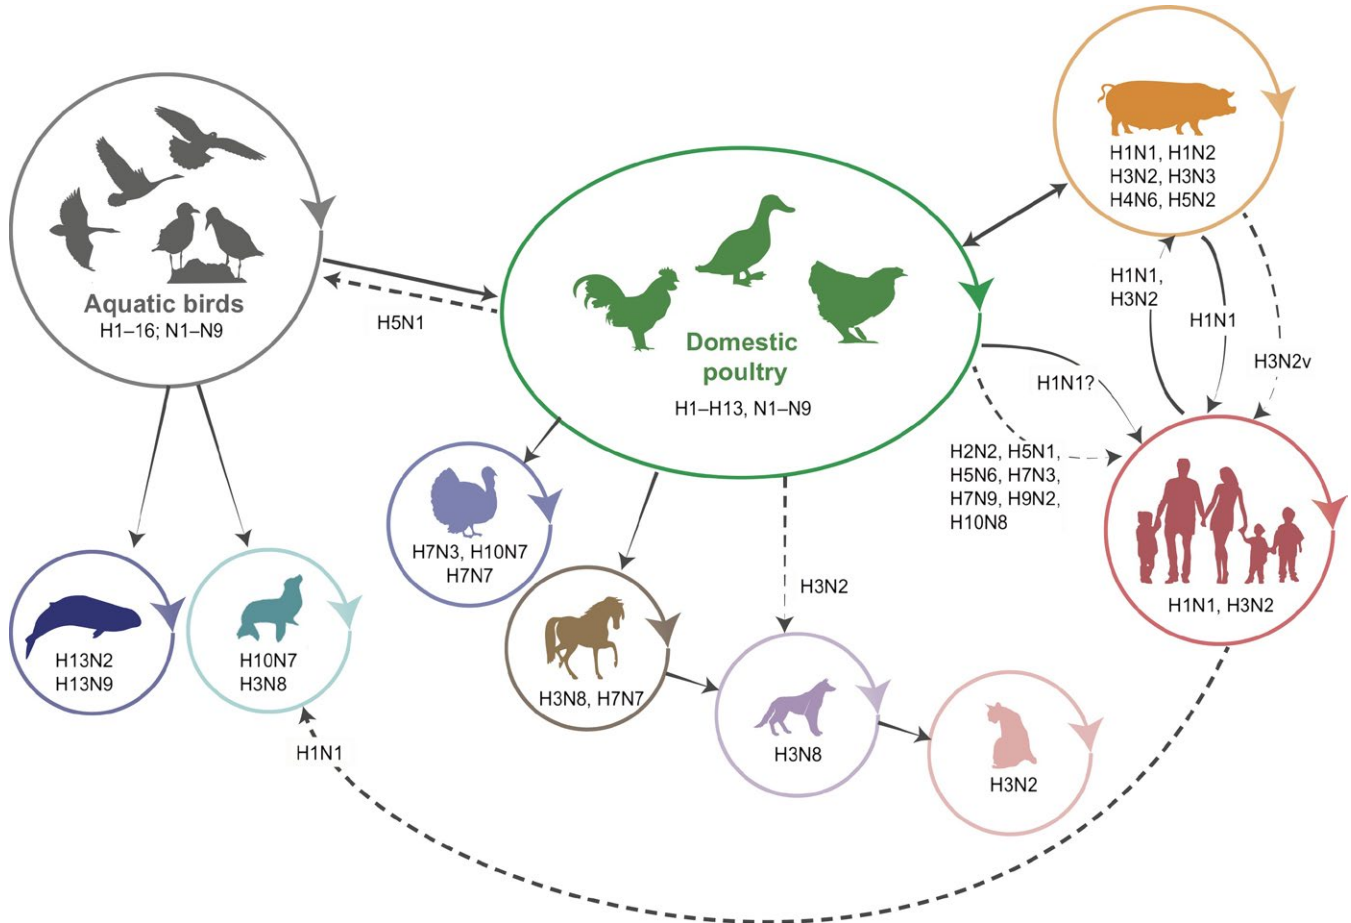 Aquatic birds
H1–16; N1–N9
H5N1
Domestic
poultry
H1–H13, N1–N9
H1N1, H1N2
H3N2, H3N3
H4N6, H5N2
H1N1,
H3N2
H1N1
H3N2v
H1N1?
H2N2, H5N1,
H5N6, H7N3,
H7N9, H9N2,
H10N8
H1N1, H3N2
H7N3, H10N7
H7N7
H3N2
H13N2
H13N9
H10N7
H3N8
H3N8, H7N7
H3N8
H3N2
H1N1